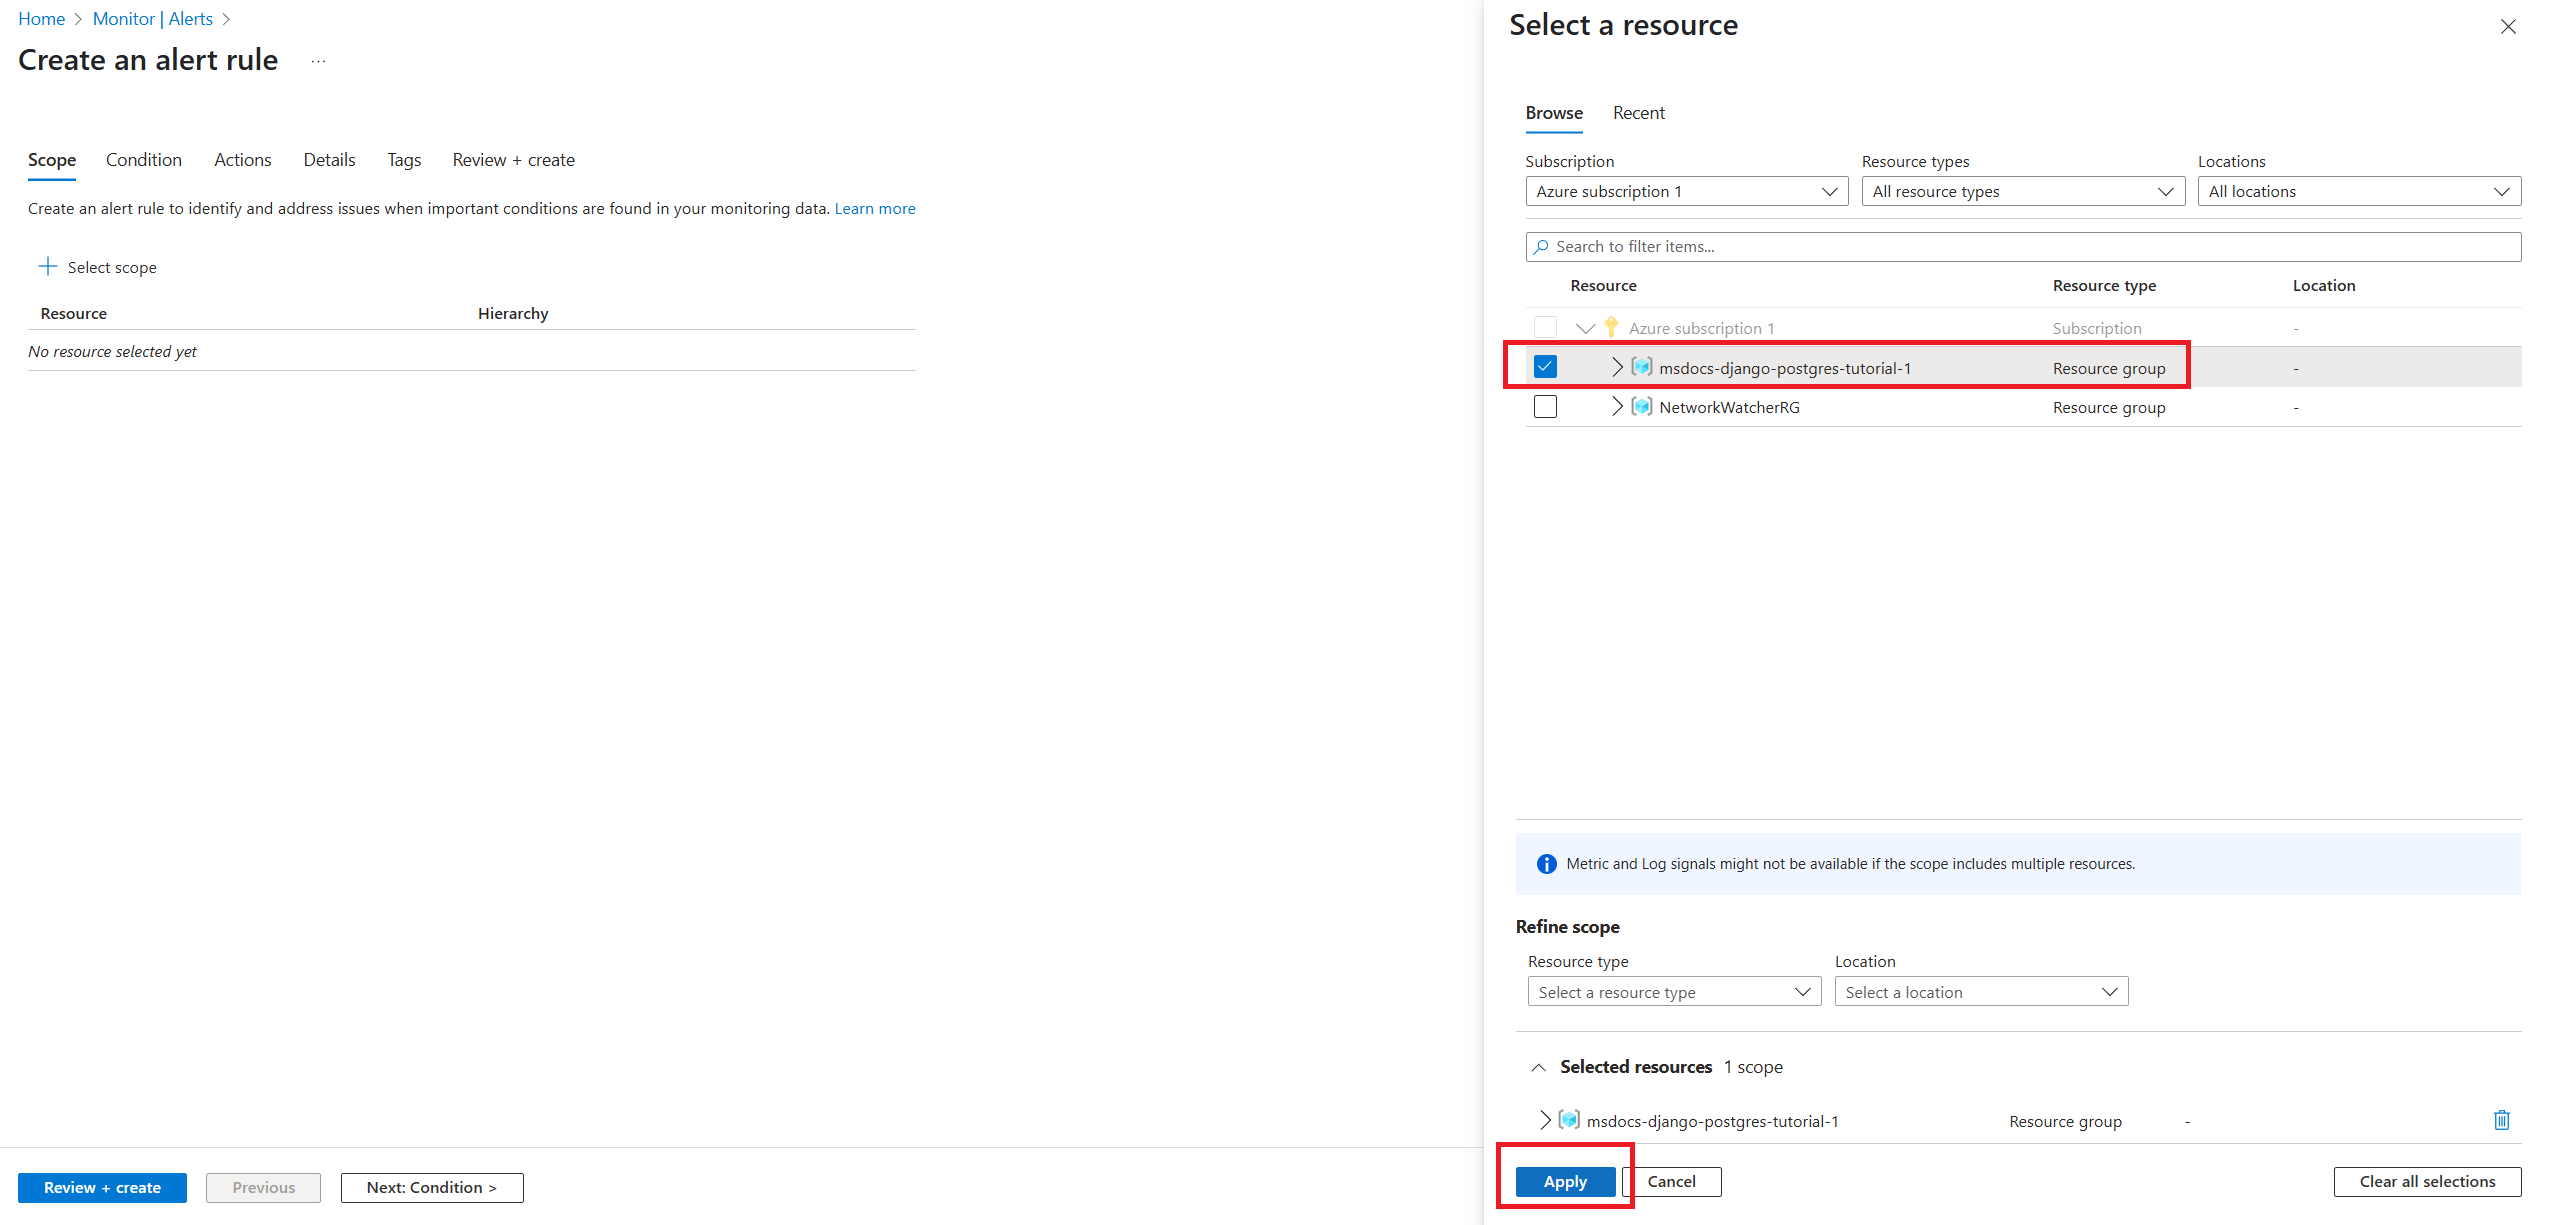 Home > Monitor | Alerts >
Create an alert rule ...
Scope Condition Actions Details Tags Review + create
Create an alert rule to identify and address issues when important conditions are found in your monitoring data. Learn more
Select scope
Resource Hierarchy
No resource selected yet
Review + create Previous Next: Condition >
Select a resource
Browse Recent
Subscription Resource types Locations
Azure subscription 1 All resource types All locations
Search to filter items...
Resource Resource type Location
Azure subscription 1 Subscription -
msdocs-django-postgres-tutorial-1 Resource group -
NetworkWatcherRG Resource group -
Metric and Log signals might not be available if the scope includes multiple resources.
Refine scope
Resource type Location
Select a resource type Select a location
Selected resources 1 scope
msdocs-django-postgres-tutorial-1 Resource group -
Apply Cancel Clear all selections